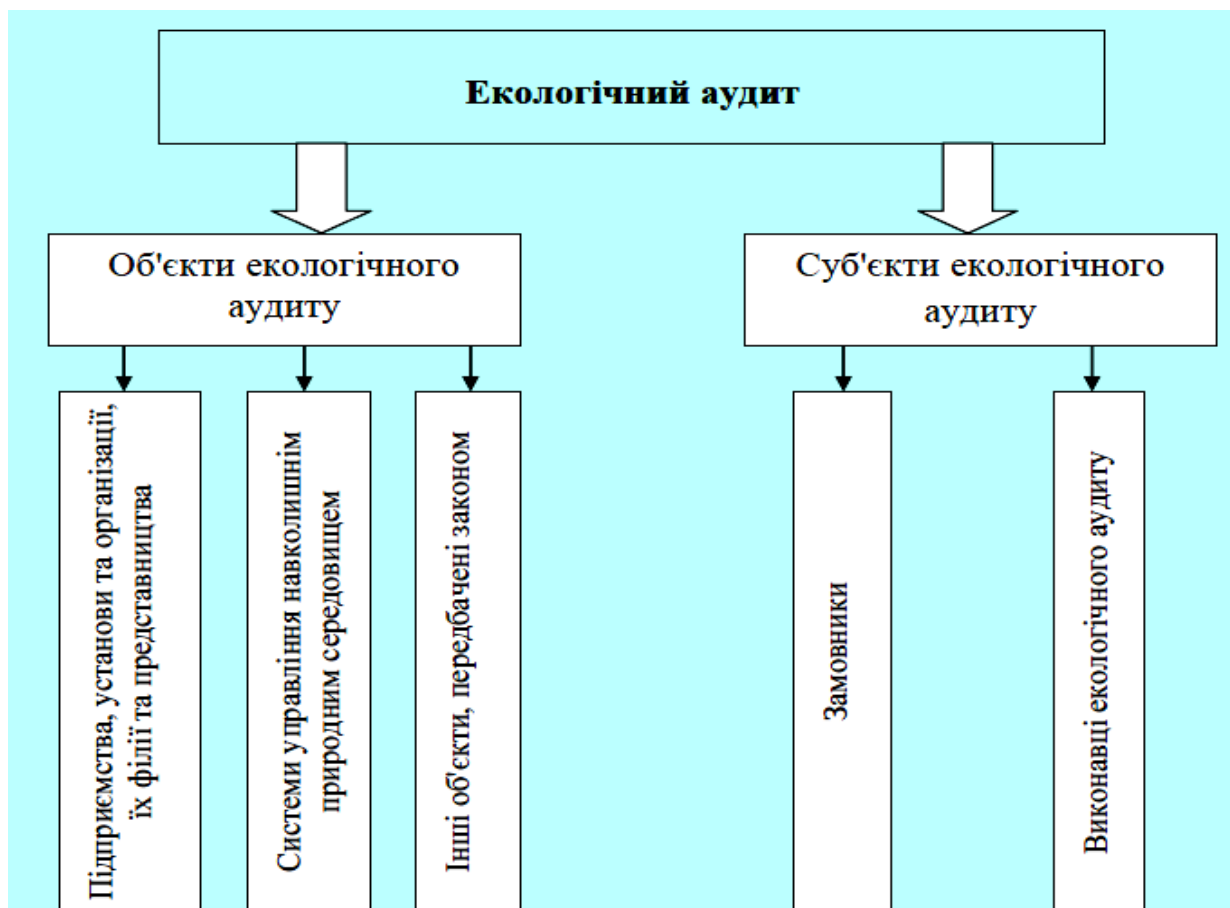 Екологічний аудит
Об'єкти екологічного
аудиту
Суб'єкти екологічного
аудиту
Підприємства, установи та організації,
їх філії та представництва
Системи управління навколишнім
природним середовищем
Інші об'єкти, передбачені законом
Замовники
Виконавці екологічного аудиту